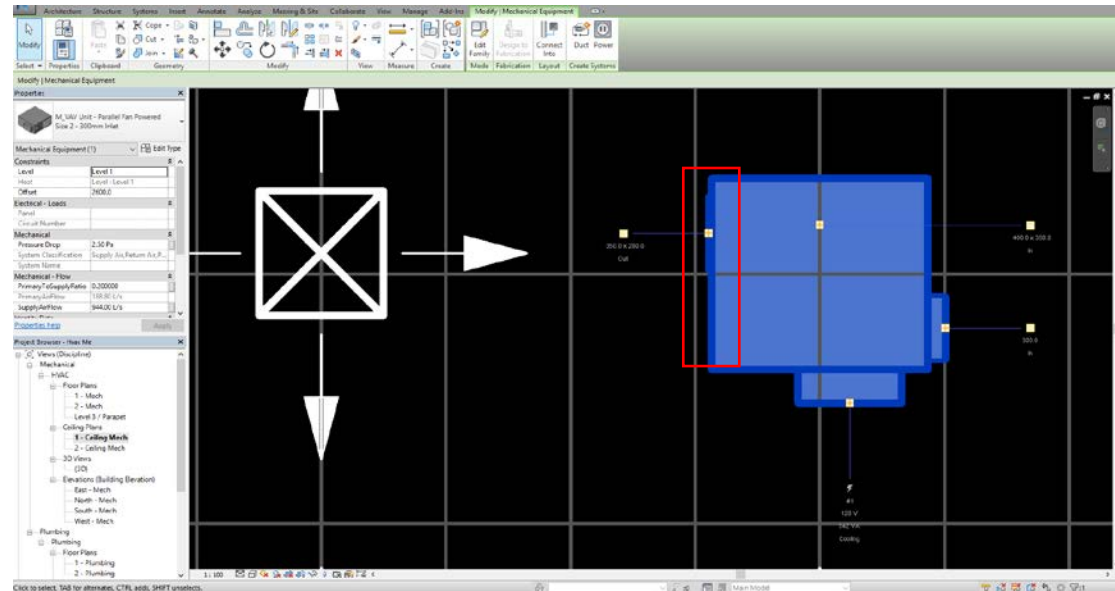 Architecture Structure Systems Insert Annotate Analyze Massing & Site Collaborate View Manage Add-Ins Modify | Mechanical Equipment
Modify
Paste
Cope
Cut
Join
Edit Family
Design to Fabrication
Connect Into
Duct Power
Select Properties Clipboard Geometry Modify View Measure Create Mode Fabrication Layout Create Systems
Modify | Mechanical Equipment
Properties
M_VAV Unit - Parallel Fan Powered
Size 2 - 300mm Inlet
Mechanical Equipment (1) Edit Type
Constraints
Level Level 1
Host Level : Level 1
Offset 2600.0
Electrical - Loads
Panel
Circuit Number
Mechanical
Pressure Drop 2.50 Pa
System Classification Supply Air,Return Air,P...
System Name
Mechanical - Flow
PrimaryToSupplyRatio 0.200000
PrimaryAirFlow 188.80 L/s
SupplyAirFlow 944.00 L/s
Properties help Apply
Project Browser - Hvac Me
Views (Discipline)
Mechanical
HVAC
Floor Plans
1 - Mech
2 - Mech
Level 3 / Parapet
Ceiling Plans
1 - Ceiling Mech
2 - Ceiling Mech
3D Views
{3D}
Elevations (Building Elevation)
East - Mech
North - Mech
South - Mech
West - Mech
Plumbing
Plumbing
Floor Plans
1 - Plumbing
2 - Plumbing
350.0 x 200.0
Out
In
300.0
In
#1
120 V
Cooling
1 : 100
Click to select, TAB for alternates, CTRL adds, SHIFT unselects.
Main Model